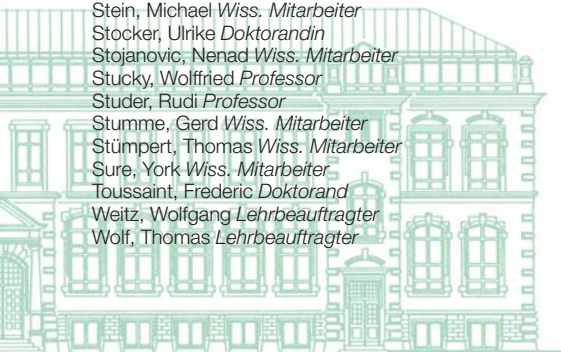 Stein, Michael Wiss. Mitarbeiter
Stocker, Ulrike Doktorandin
Stojanovic, Nenad Wiss. Mitarbeiter
Stucky, Wolffried Professor
Studer, Rudi Professor
Stumme, Gerd Wiss. Mitarbeiter
Stümpert, Thomas Wiss. Mitarbeiter
Sure, York Wiss. Mitarbeiter
Toussaint, Frederic Doktorand
Weitz, Wolfgang Lehrbeauftragter
Wolf, Thomas Lehrbeauftragter